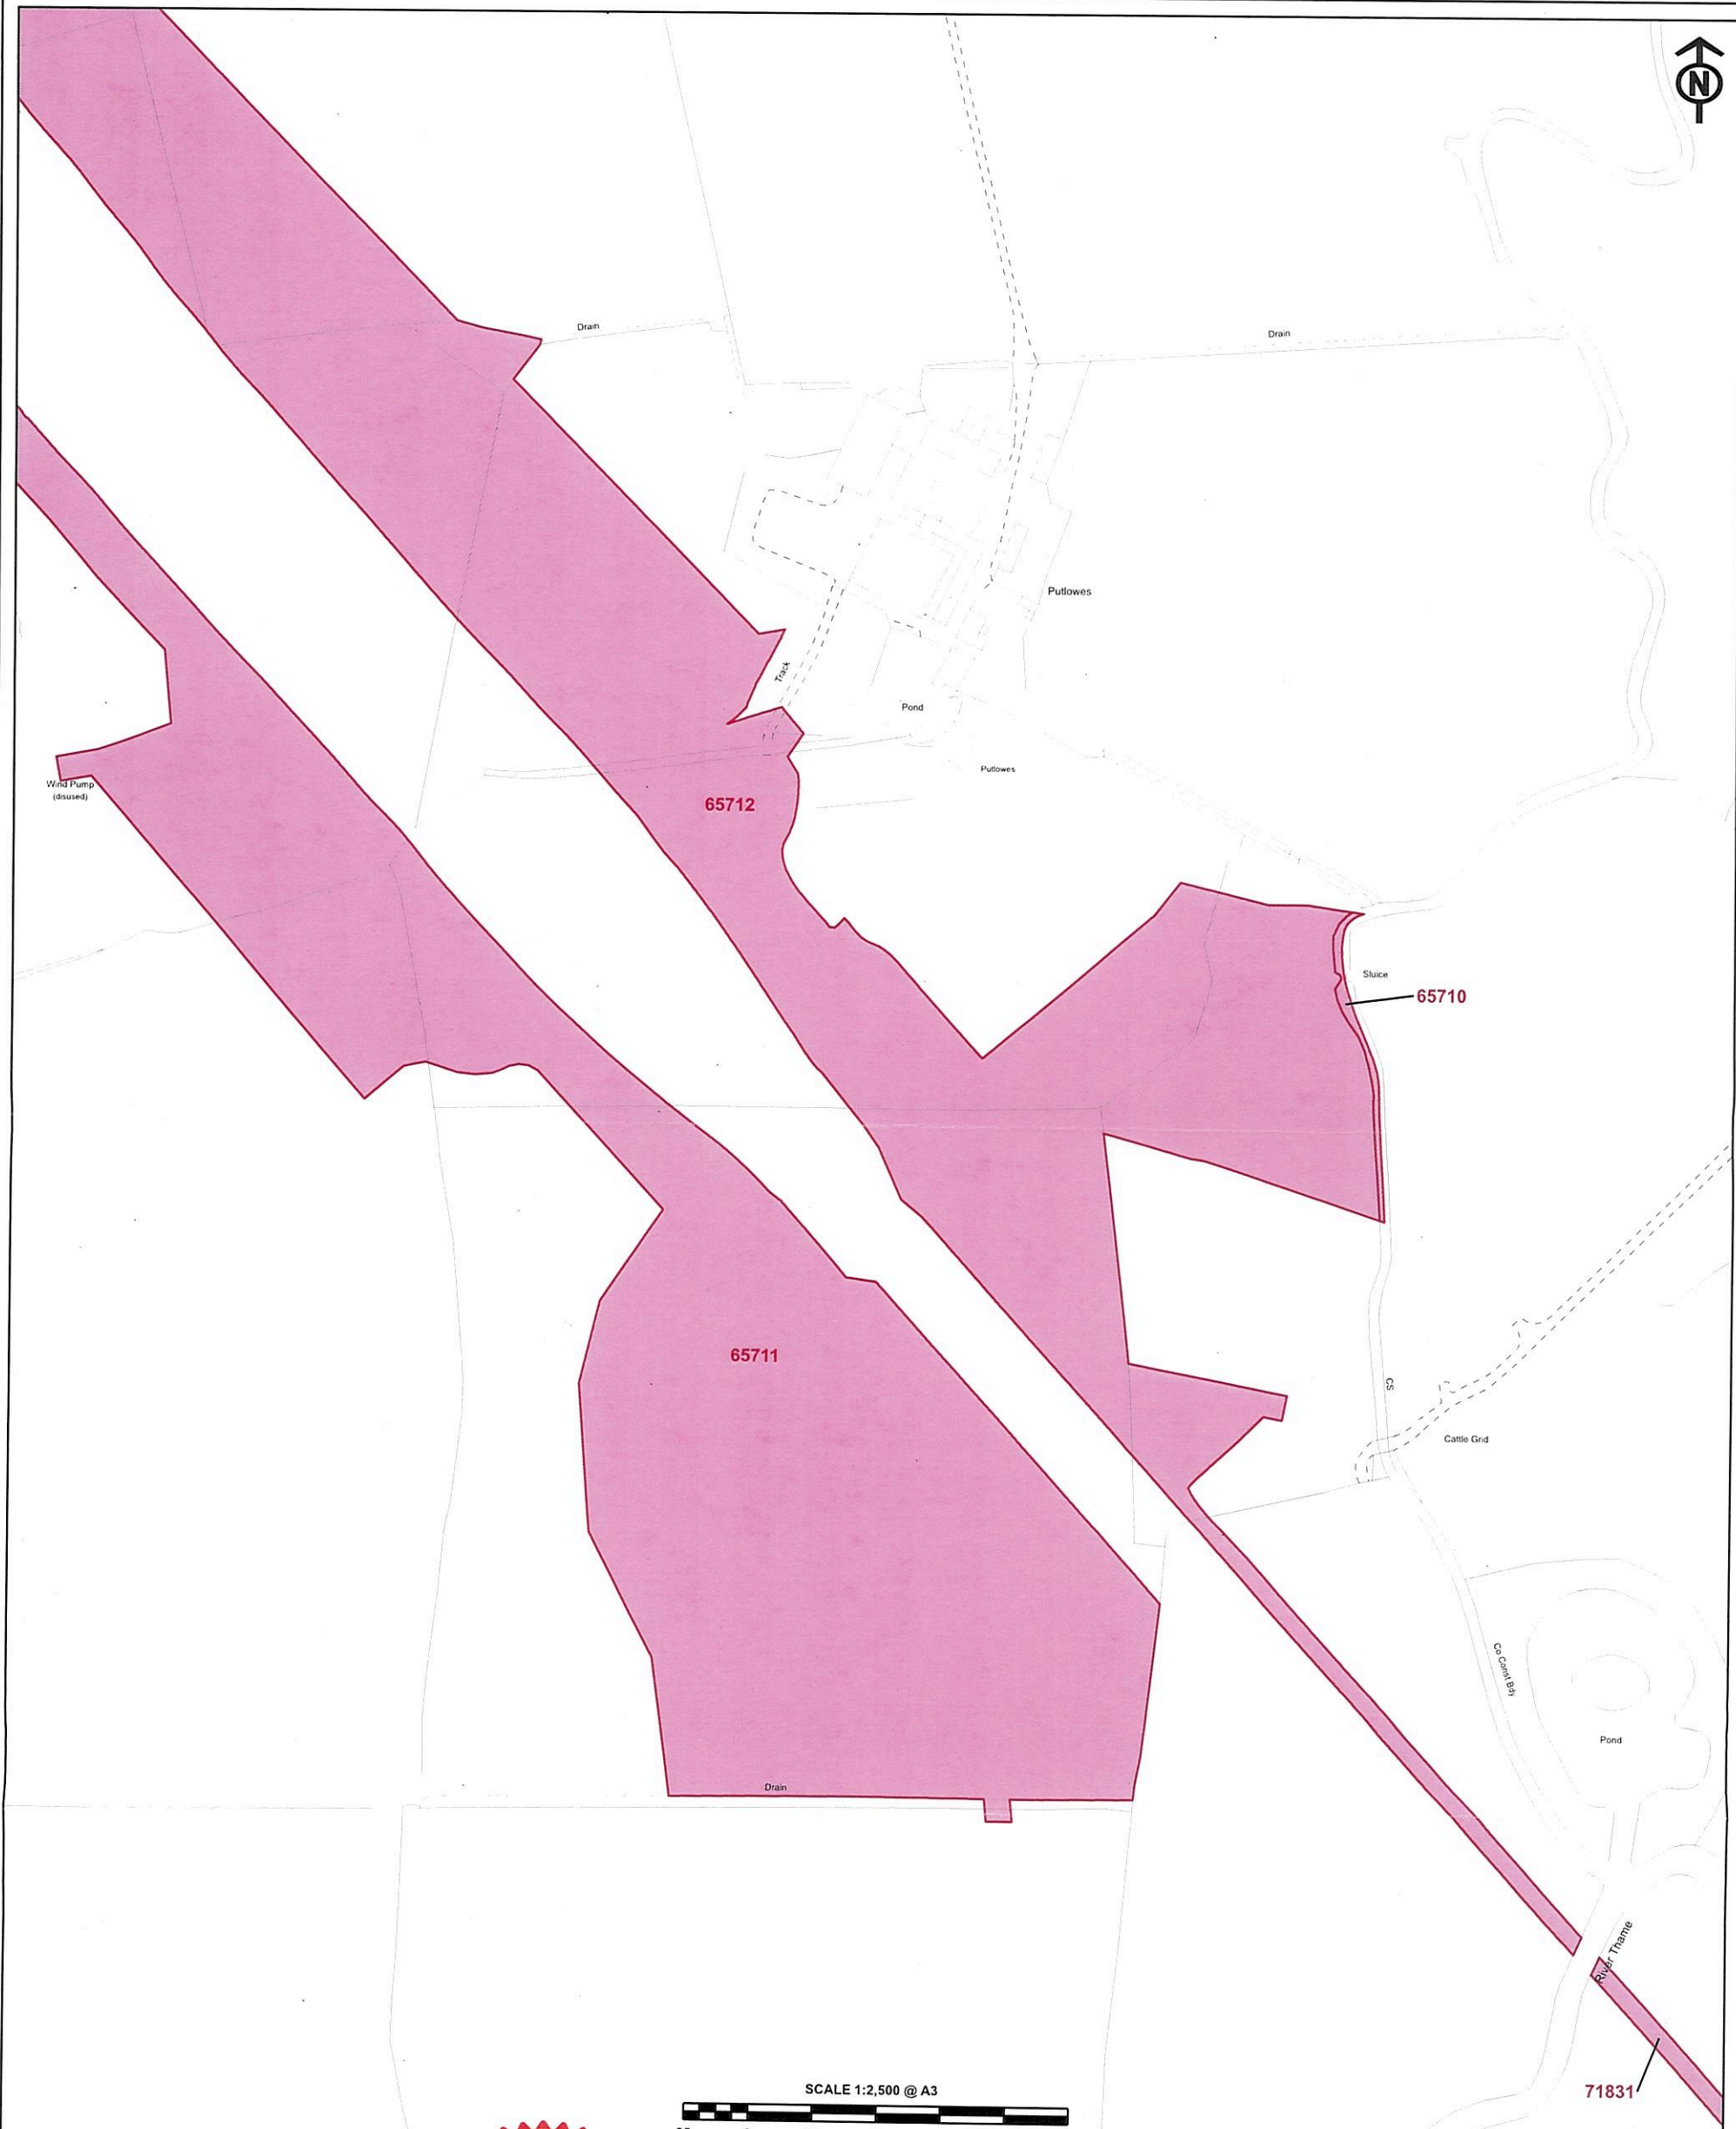 N
Drain
Drain
Putlowes
Track
Pond
Putlowes
Wind Pump
(disused)
65712
Sluice
65710
65711
CS
Cattle Grid
Co Const Bdy
Pond
Drain
River Thame
71831
SCALE 1:2,500 @ A3